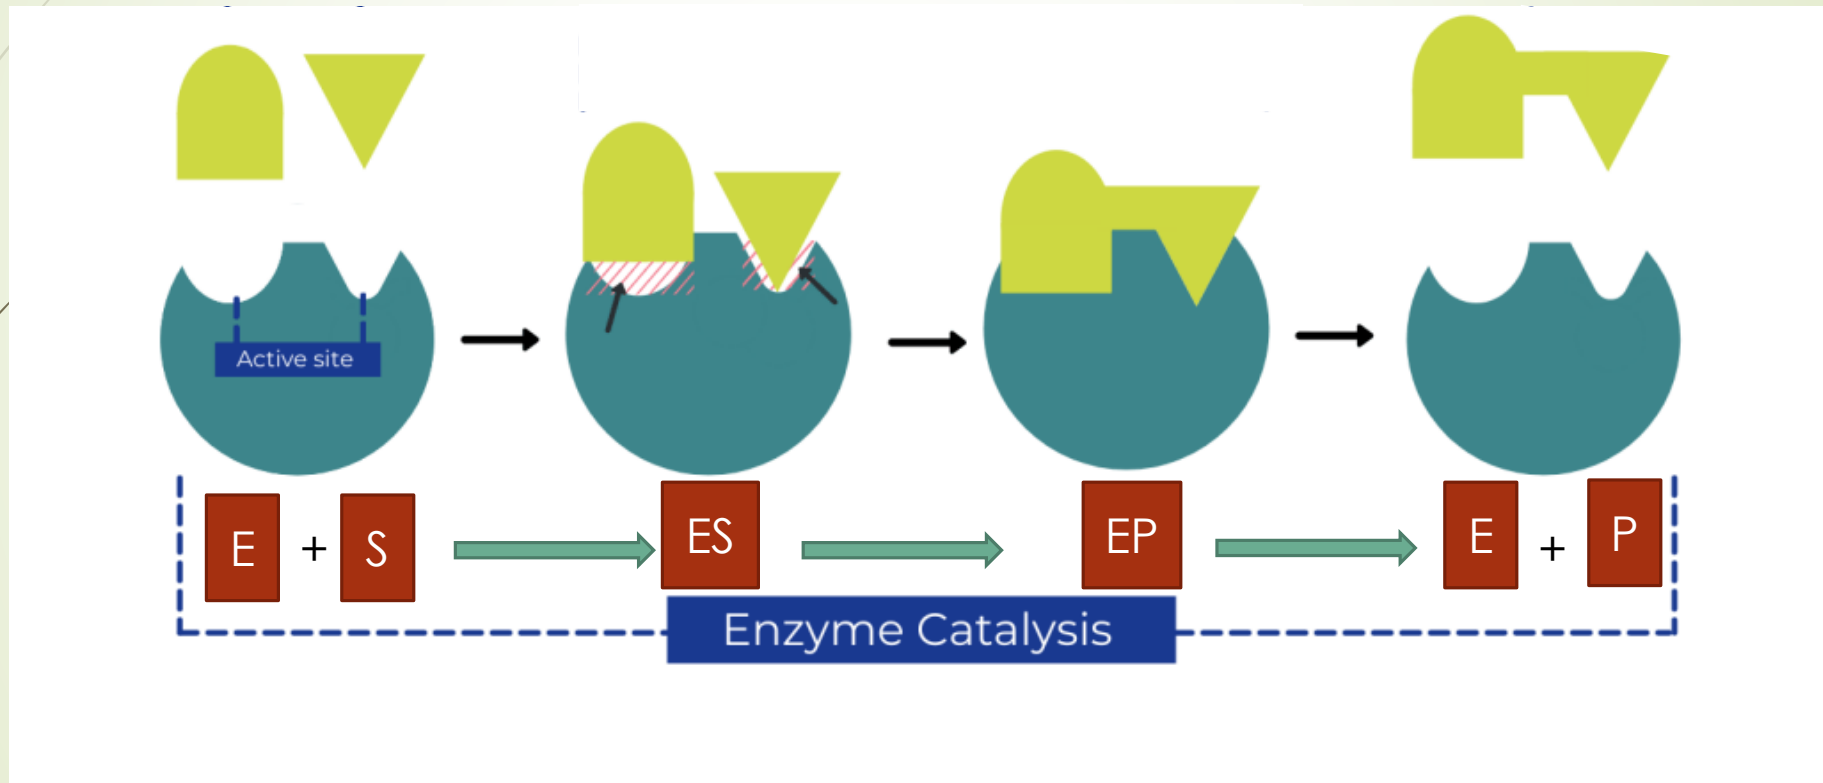 Active site
E + S
ES
EP
E + P
Enzyme Catalysis